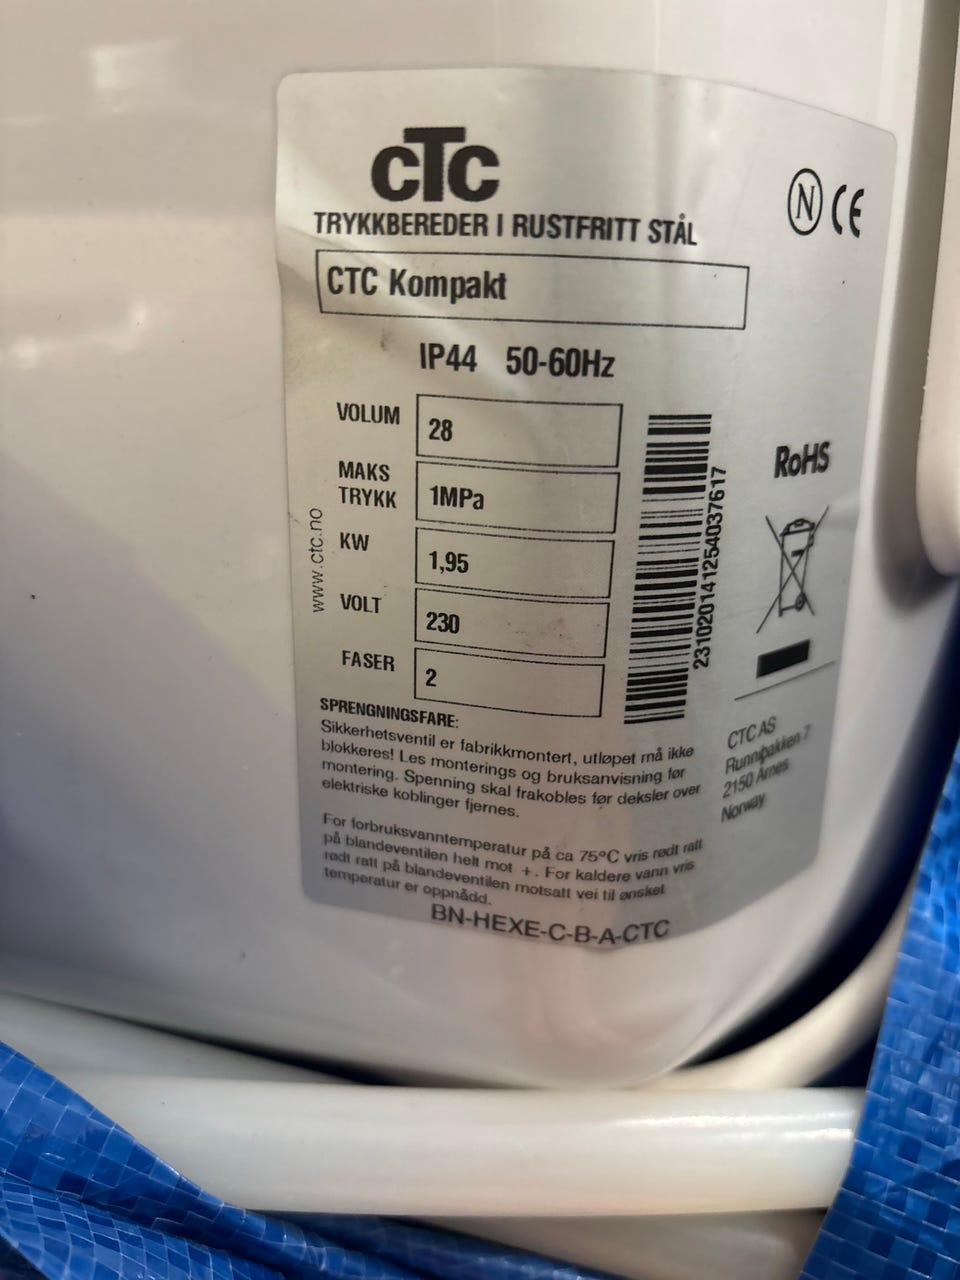 CTC
N CE
TRYKKBEREDER I RUSTFRITT STÅL
CTC Kompakt
IP44 50-60Hz
VOLUM 28
MAKS TRYKK 1MPa
KW 1,95
VOLT 230
FASER 2
www.ctc.no
231020141254037617
RoHS
SPRENGNINGSFARE:
Sikkerhetsventil er fabrikkmontert, utløpet må ikke
blokkeres! Les monterings og bruksanvisning før
montering. Spenning skal frakobles før deksler over
elektriske koblinger fjernes.
For forbruksvanntemperatur på ca 75ºC vris rødt ratt
på blandeventilen helt mot +. For kaldere vann vris
rødt ratt på blandeventilen motsatt vei til ønsket
temperatur er oppnådd.
CTC AS
Runnibakken 7
2150 Årnes
Norway
BN-HEXE-C-B-A-CTC